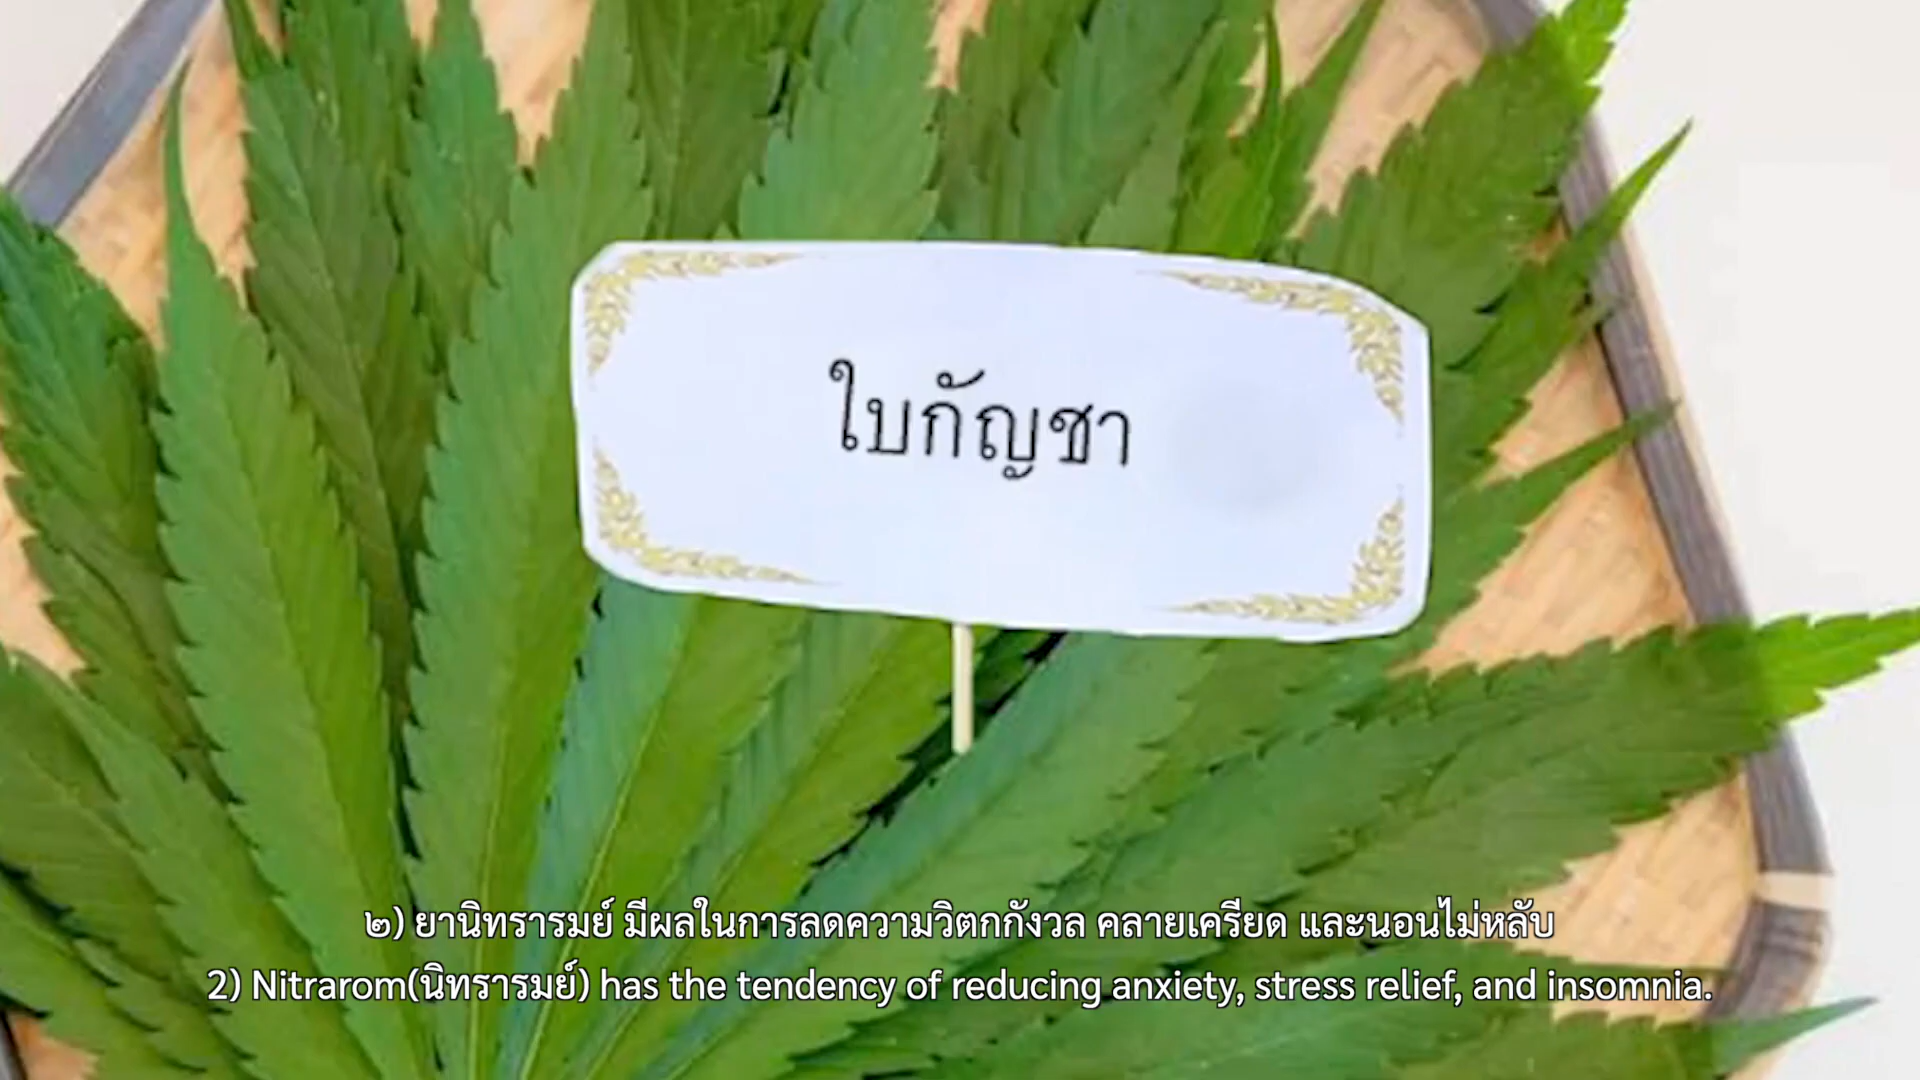 ใบกัญชา
๒) ยานิทรารมย์ มีผลในการลดความวิตกกังวล คลายเครียด และนอนไม่หลับ
2) Nitrarom(นิทรารมย์) has the tendency of reducing anxiety, stress relief, and insomnia.